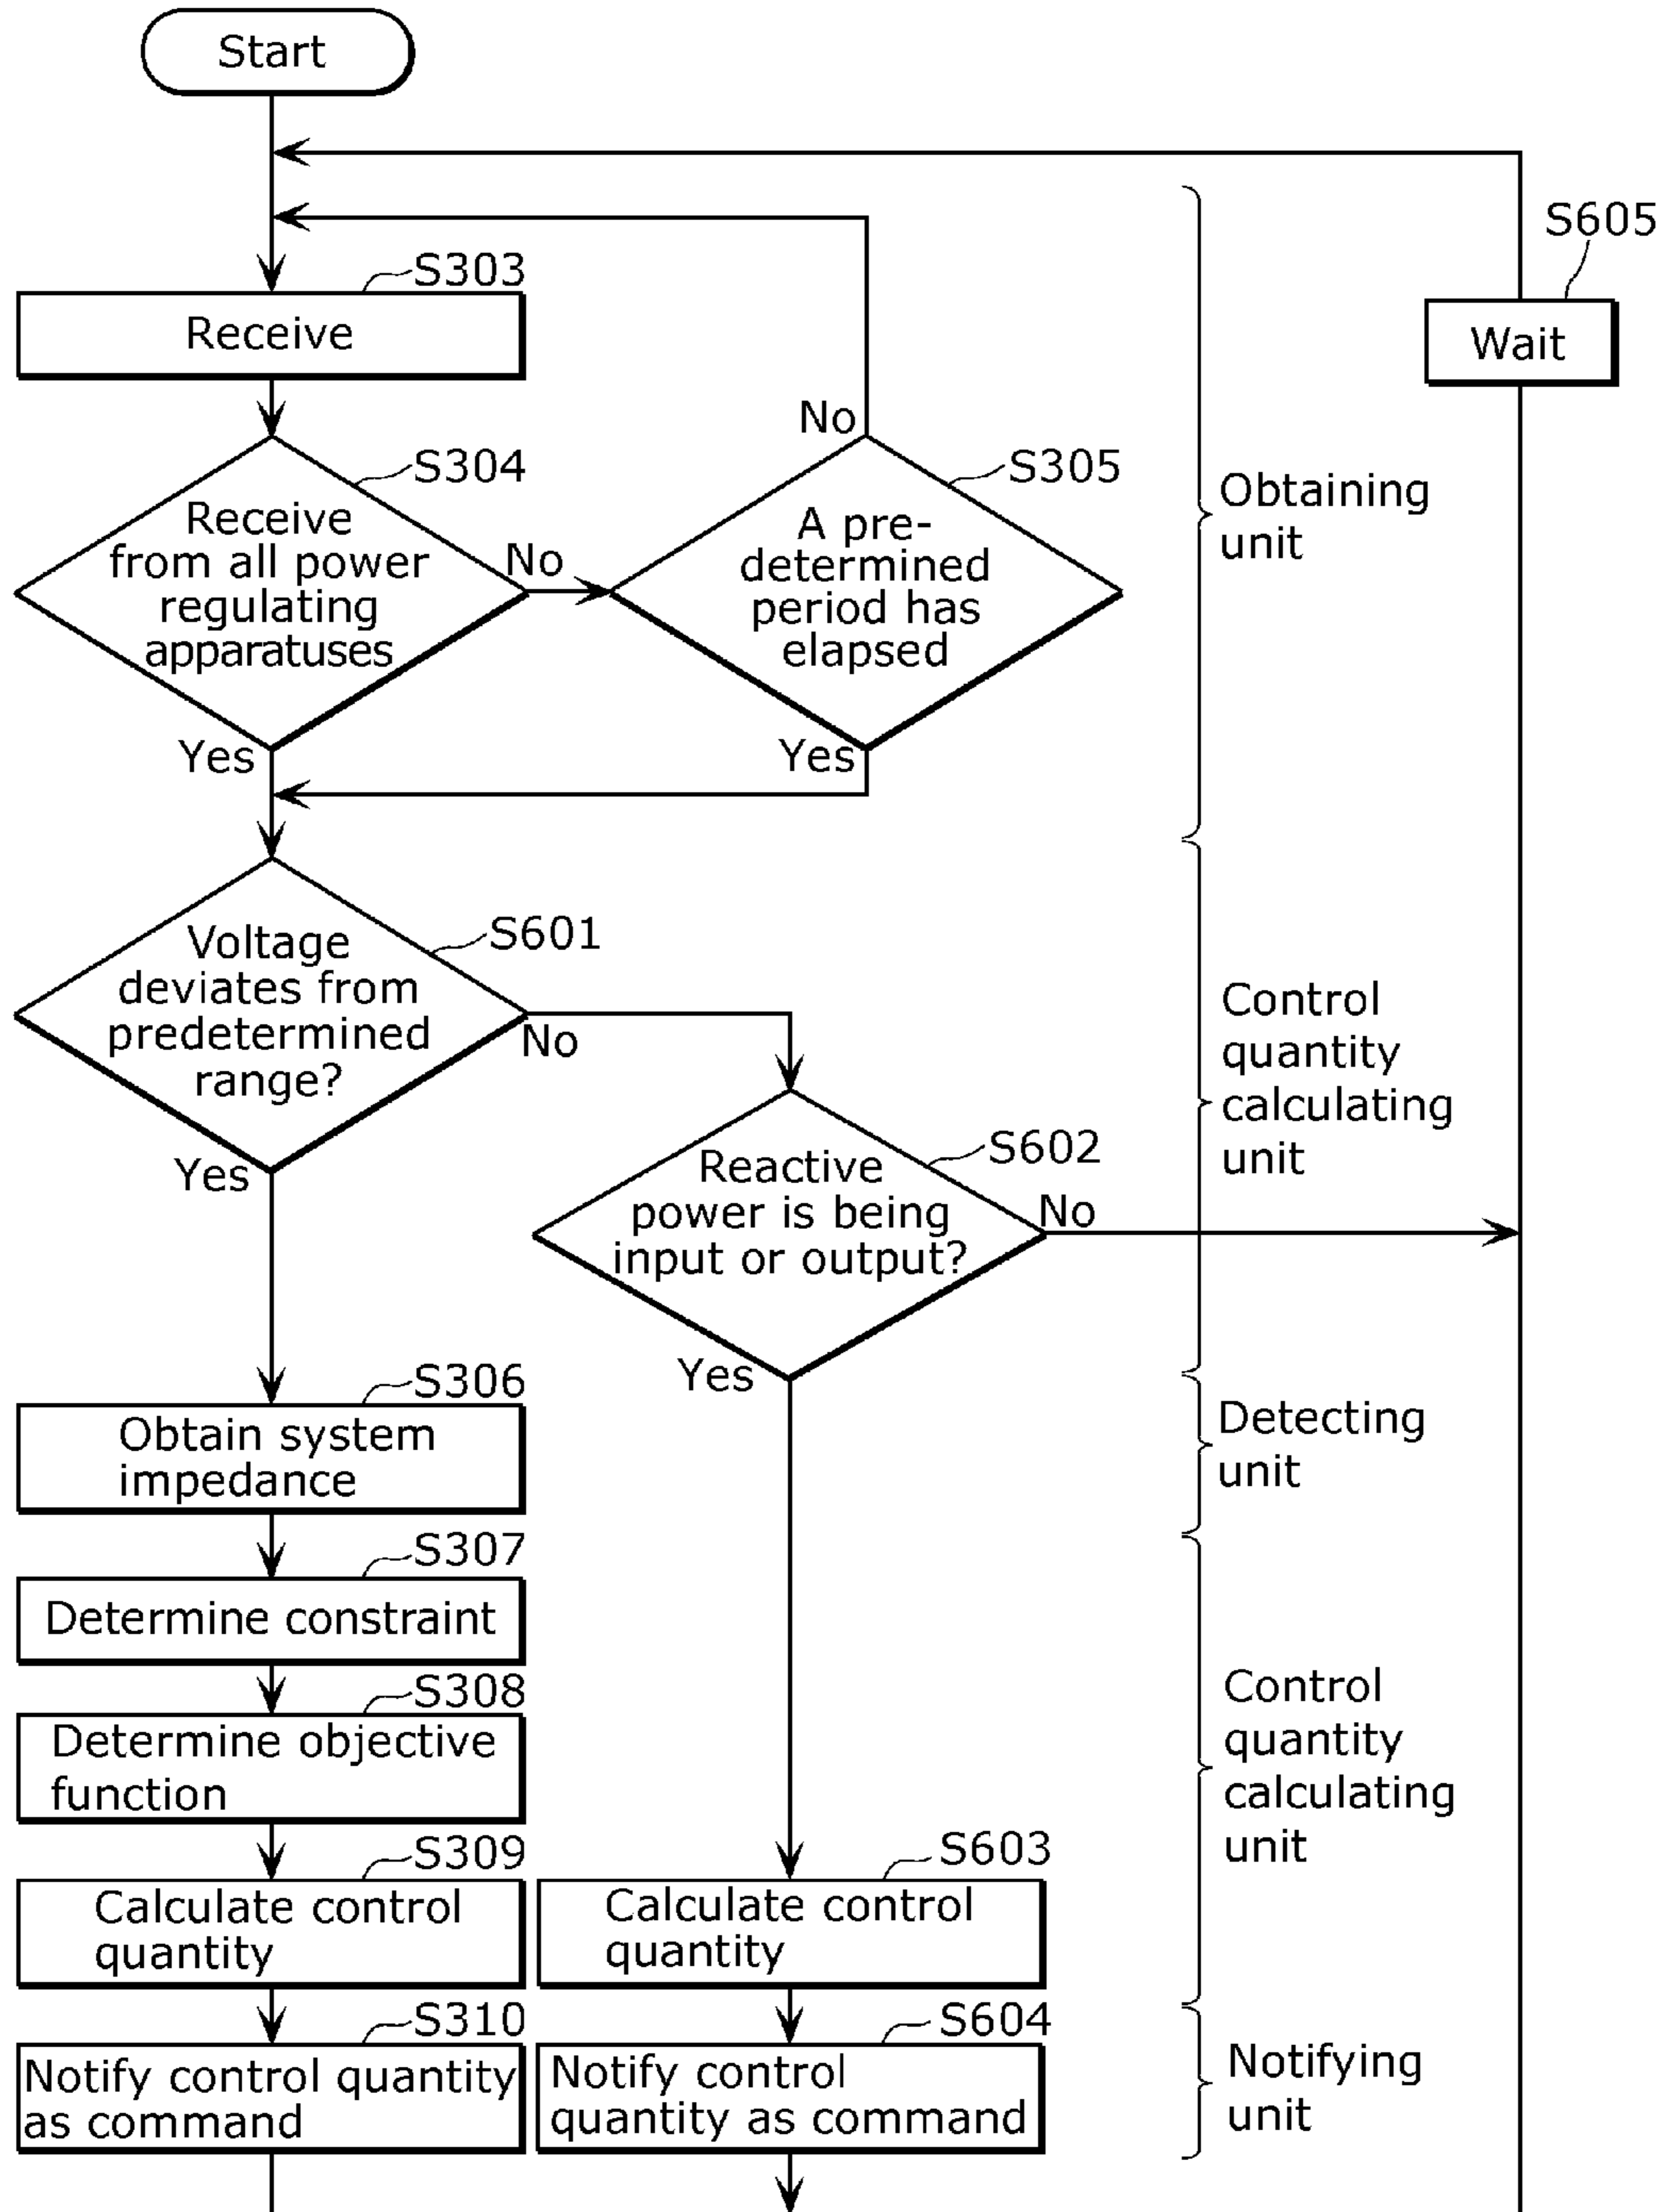 Start
S605
S303
Receive
Wait
No
S304
S305
Receive
from all power
regulating
apparatuses
No
A pre-
determined
period has
elapsed
Obtaining
unit
Yes
Yes
S601
Voltage
deviates from
predetermined
range?
No
Control
quantity
calculating
unit
Yes
S602
Reactive
power is being
input or output?
No
Yes
S306
Obtain system
impedance
Detecting
unit
S307
Determine constraint
S308
Determine objective
function
Control
quantity
calculating
unit
S309
Calculate control
quantity
S603
Calculate control
quantity
S310
Notify control quantity
as command
S604
Notify control
quantity as command
Notifying
unit